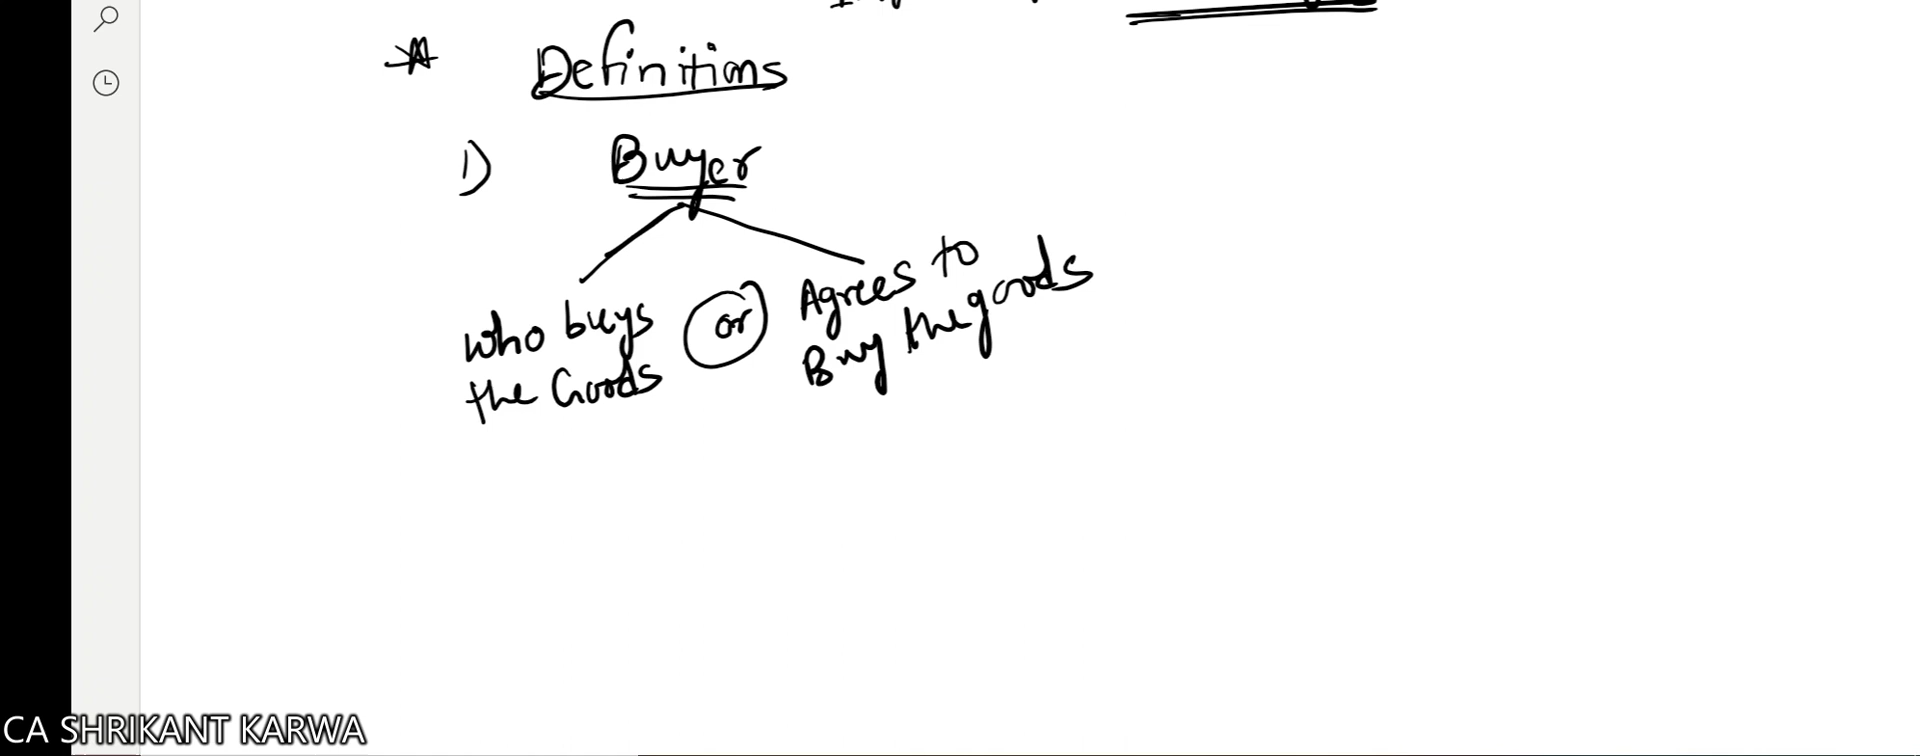 Definitions
1) Buyer
who buys
the Goods
or
Agrees to
Buy the goods
CA SHRIKANT KARWA